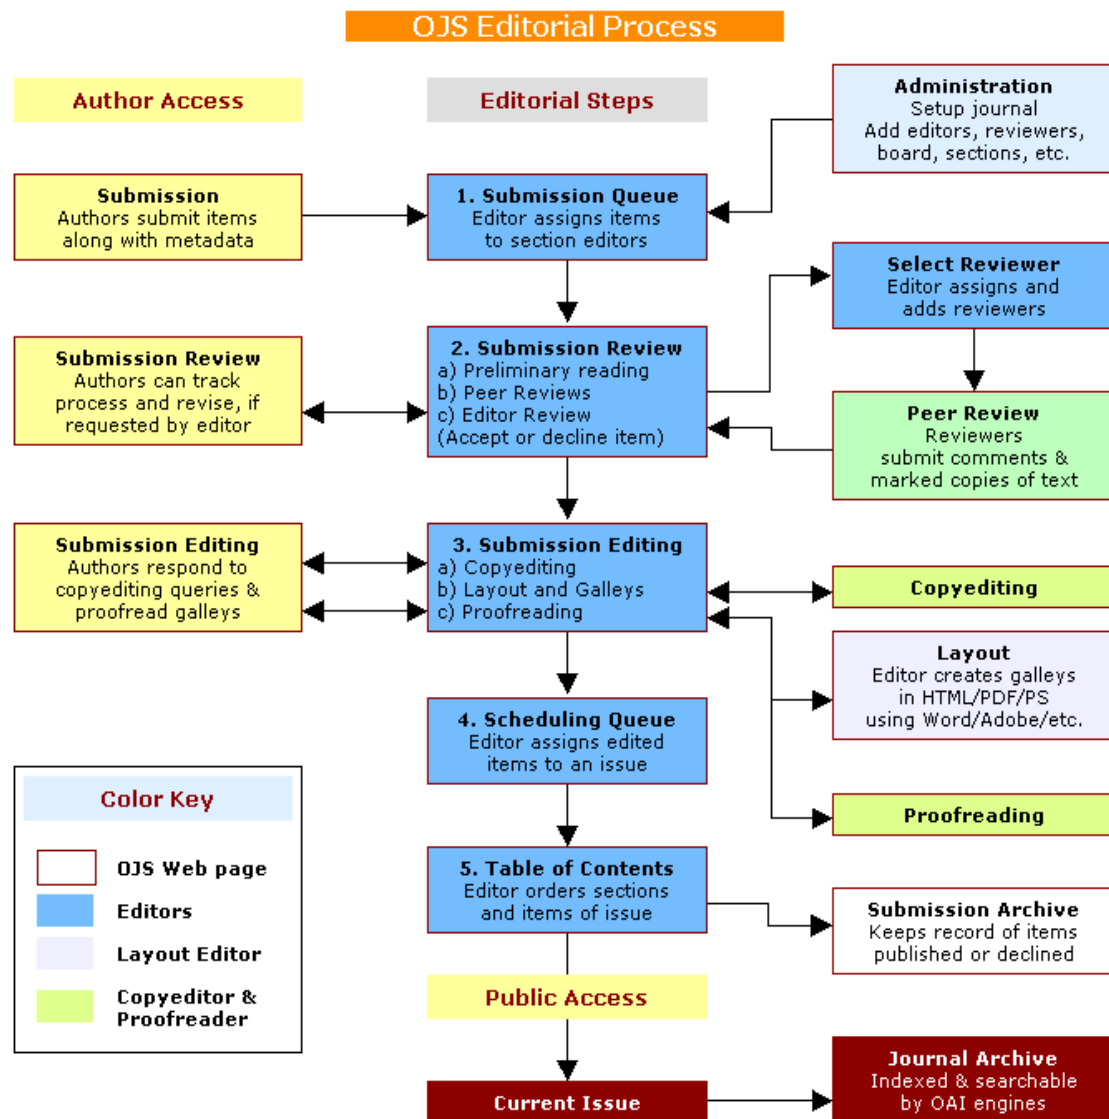 OJS Editorial Process
Author Access
Editorial Steps
Administration
Setup journal
Add editors, reviewers,
board, sections, etc.
Submission
Authors submit items
along with metadata
1. Submission Queue
Editor assigns items
to section editors
Select Reviewer
Editor assigns and
adds reviewers
Submission Review
Authors can track
process and revise, if
requested by editor
2. Submission Review
a) Preliminary reading
b) Peer Reviews
c) Editor Review
(Accept or decline item)
Peer Review
Reviewers
submit comments &
marked copies of text
Submission Editing
Authors respond to
copyediting queries &
proofread galleys
3. Submission Editing
a) Copyediting
b) Layout and Galleys
c) Proofreading
Copyediting
Layout
Editor creates galleys
in HTML/PDF/PS
using Word/Adobe/etc.
4. Scheduling Queue
Editor assigns edited
items to an issue
Proofreading
5. Table of Contents
Editor orders sections
and items of issue
Submission Archive
Keeps record of items
published or declined
Color Key
OJS Web page
Editors
Layout Editor
Copyeditor &
Proofreader
Public Access
Current Issue
Journal Archive
Indexed & searchable
by OAI engines